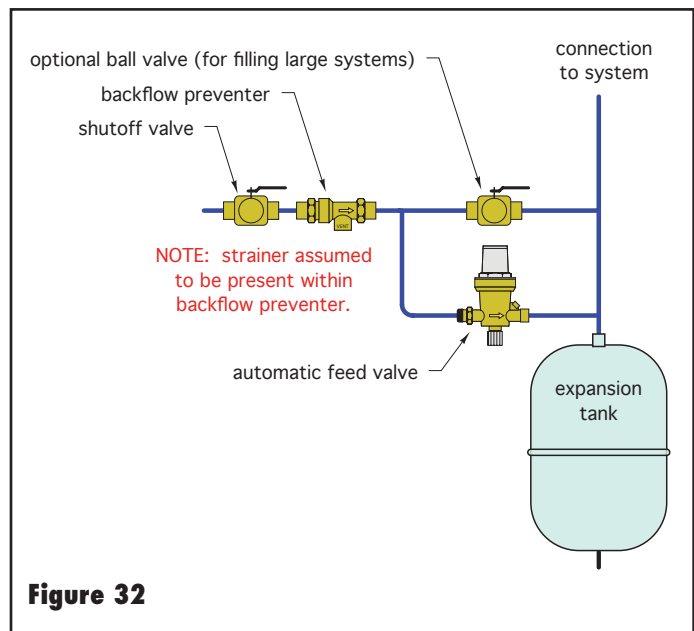 optional ball valve (for filling large systems)
backflow preventer
shutoff valve
connection
to system
VENT
NOTE: strainer assumed
to be present within
backflow preventer.
automatic feed valve
expansion
tank
Figure 32